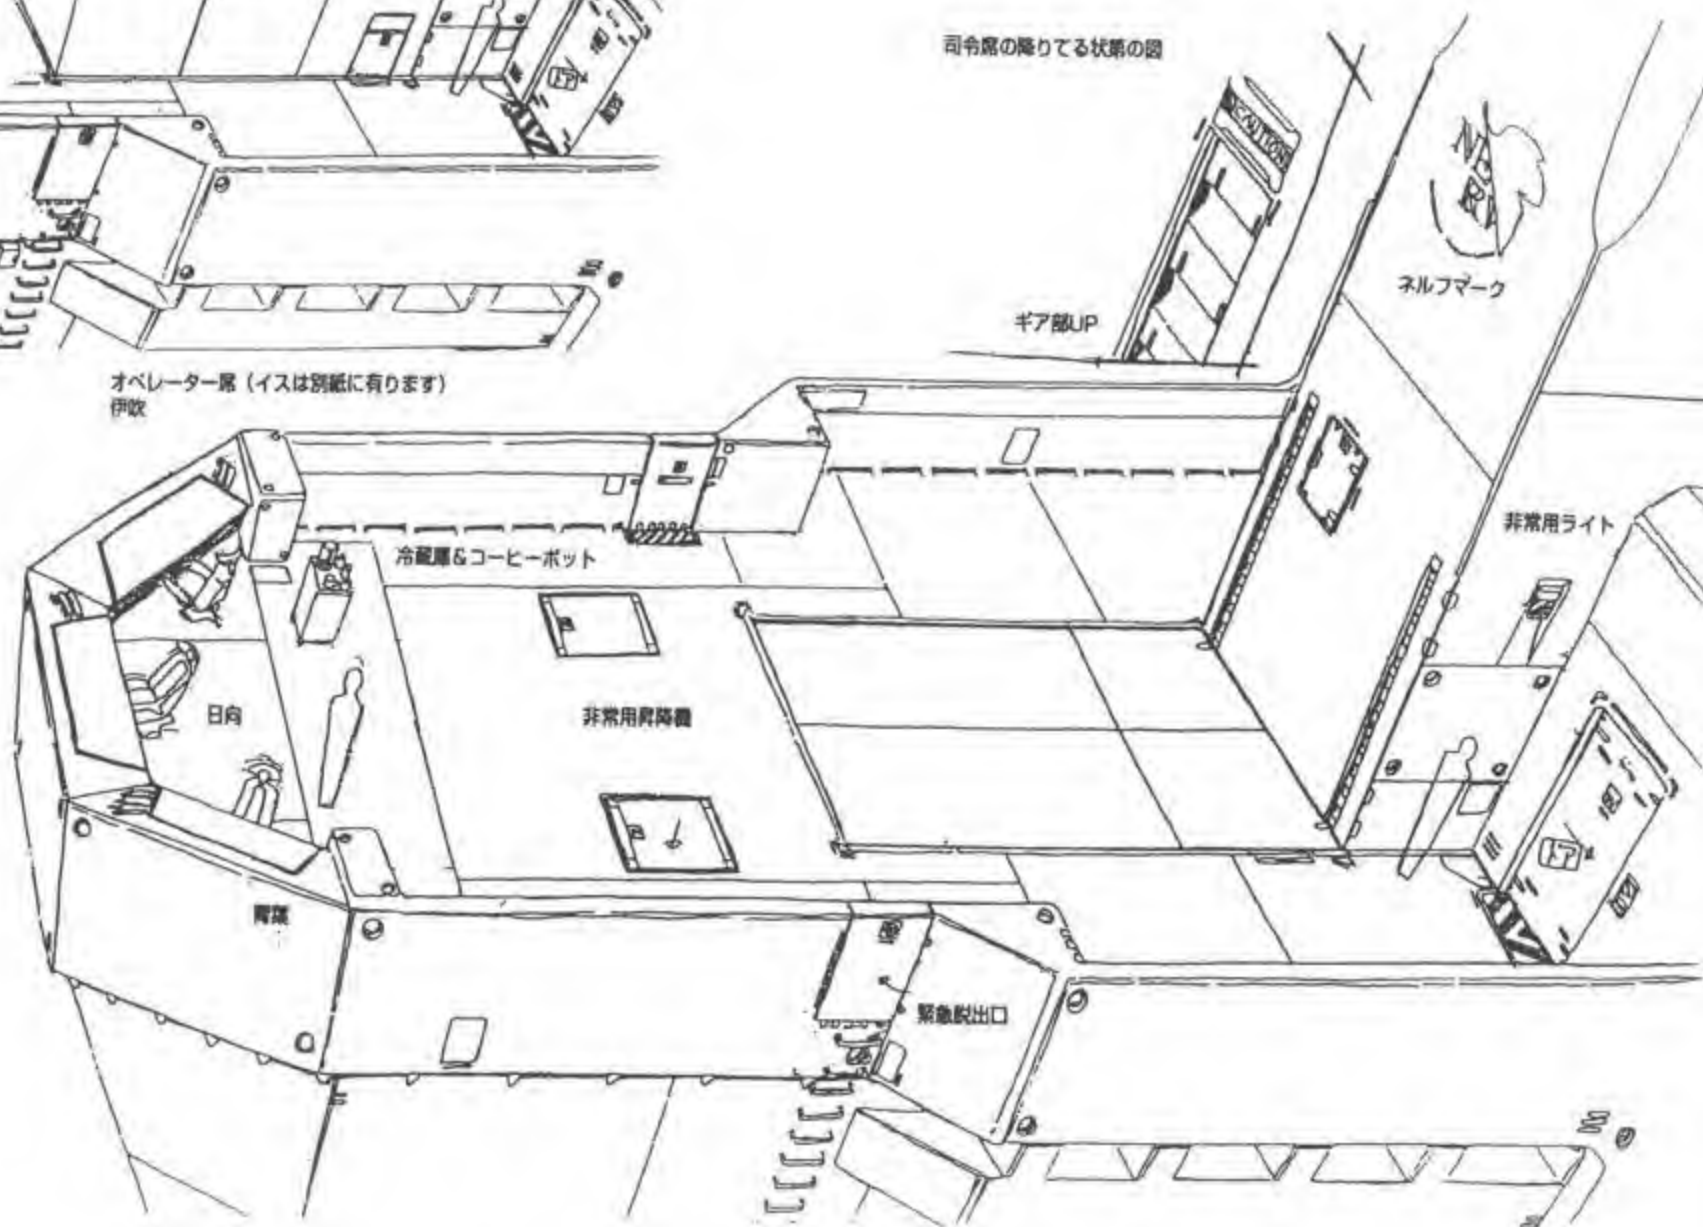 司令席の降りてる状態の図
CAUTION
NERV
ネルフマーク
ギア部UP
オペレーター席（イスは別紙に有ります）
伊吹
非常用ライト
冷蔵庫&コーヒーポット
日向
非常用昇降機
青葉
緊急脱出口